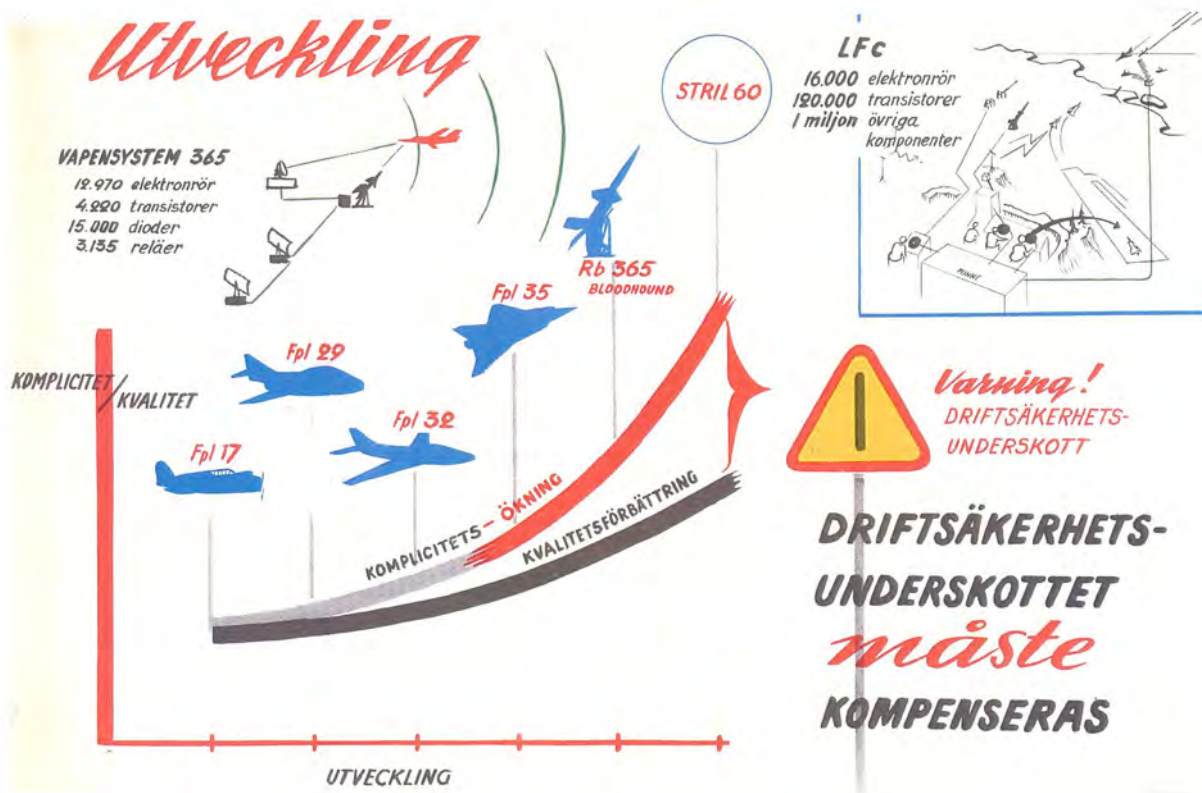 Utveckling
VAPENSYSTEM 365
12.970 elektronrör
4.220 transistorer
15.000 dioder
3.135 reläer
STRIL 60
LFc
16.000 elektronrör
120.000 transistorer
1 miljon övriga
komponenter
MINNE
Rb 365
BLOODHOUND
Fpl 35
Fpl 29
Fpl 32
Fpl 17
KOMPLICITET/
KVALITET
KOMPLICITETS-ÖKNING
KVALITETSFÖRBÄTTRING
UTVECKLING
Varning!
DRIFTSÄKERHETS-
UNDERSKOTT
DRIFTSÄKERHETS-
UNDERSKOTTET
måste
KOMPENSERAS